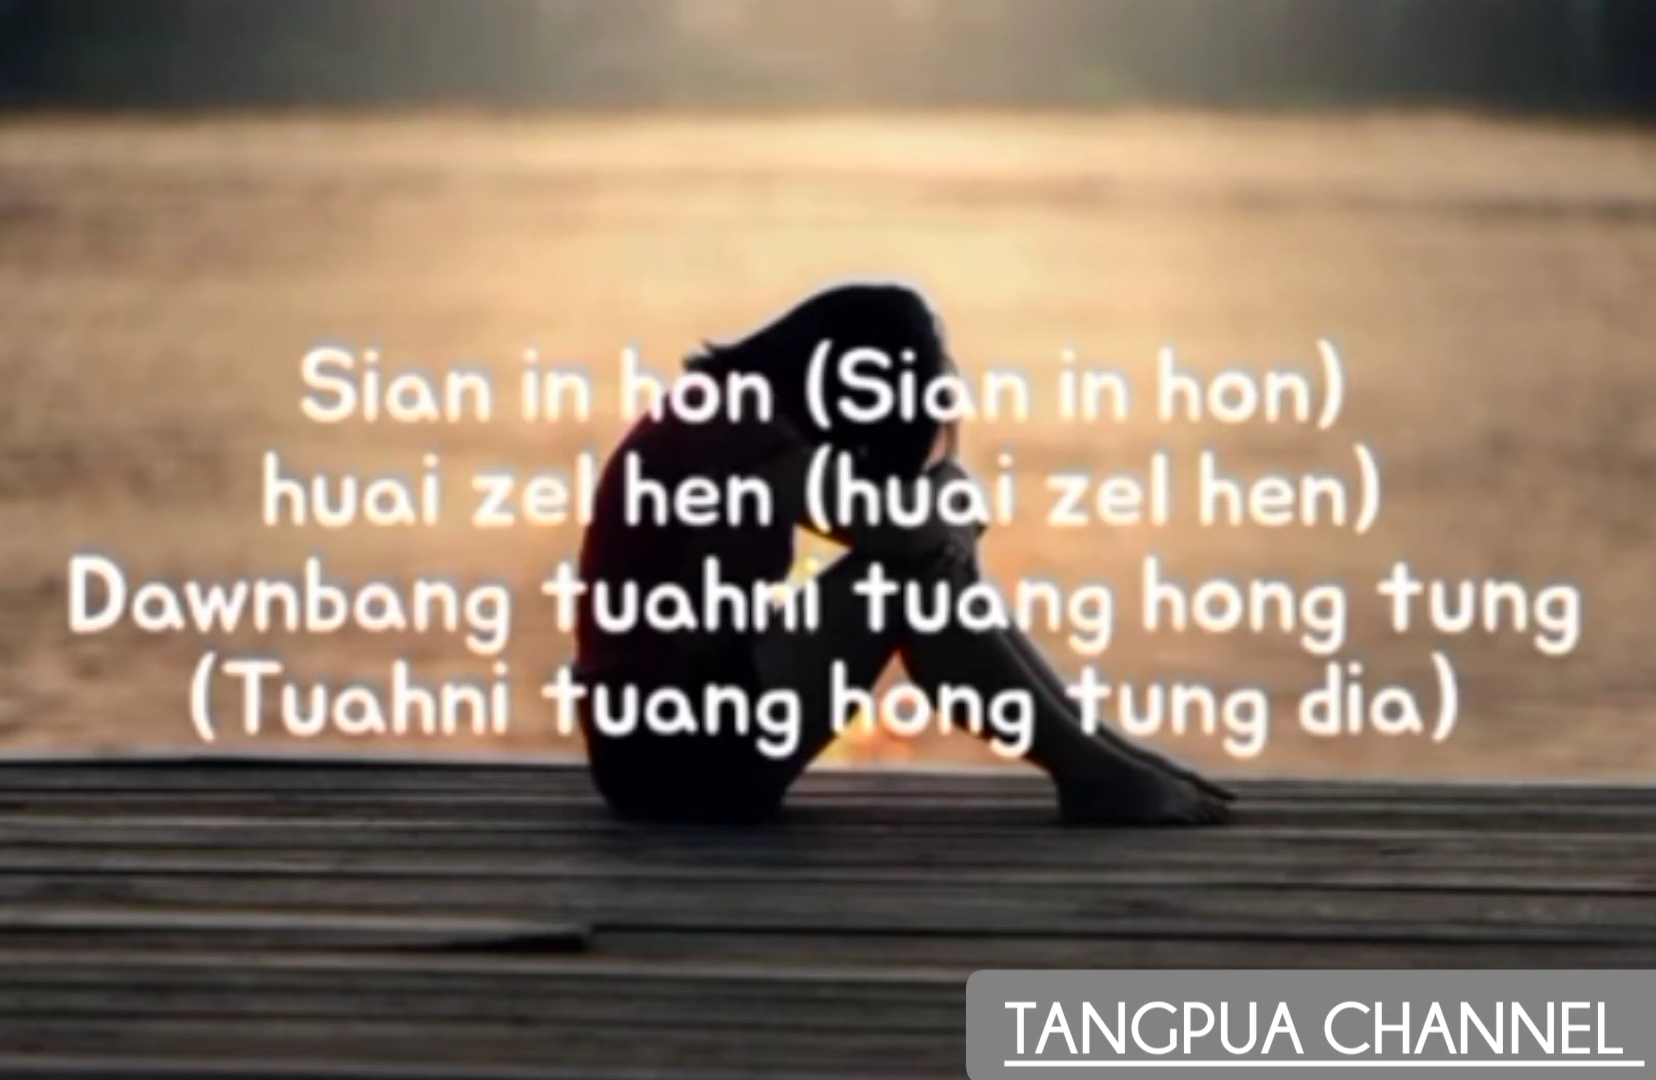 Sian in hon (Sian in hon)
huai zel hen (huai zel hen)
Dawnbang tuahni tuang hong tung
(Tuahni tuang hong tung dia)
TANGPUA CHANNEL